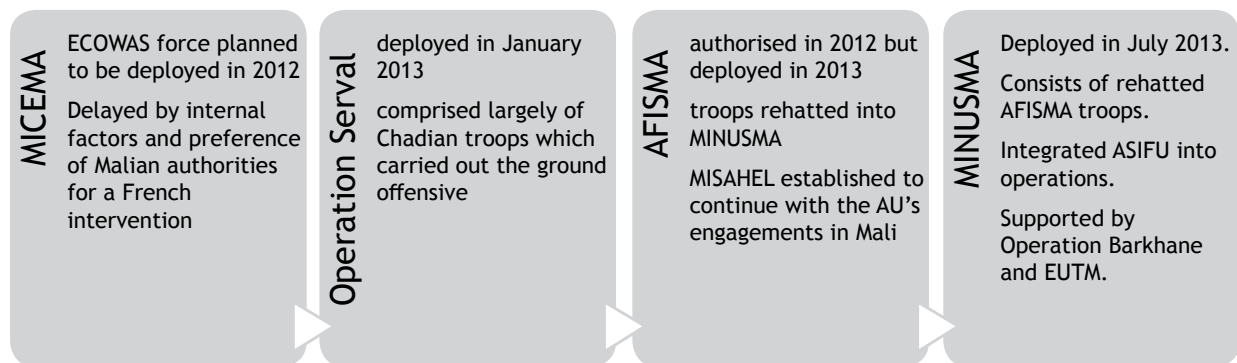 MICEMA
ECOWAS force planned
to be deployed in 2012
Delayed by internal
factors and preference
of Malian authorities
for a French
intervention
Operation Serval
deployed in January
2013
comprised largely of
Chadian troops which
carried out the ground
offensive
AFISMA
authorised in 2012 but
deployed in 2013
troops rehatted into
MINUSMA
MISAHEL established to
continue with the AU’s
engagements in Mali
MINUSMA
Deployed in July 2013.
Consists of rehatted
AFISMA troops.
Integrated ASIFU into
operations.
Supported by
Operation Barkhane
and EUTM.